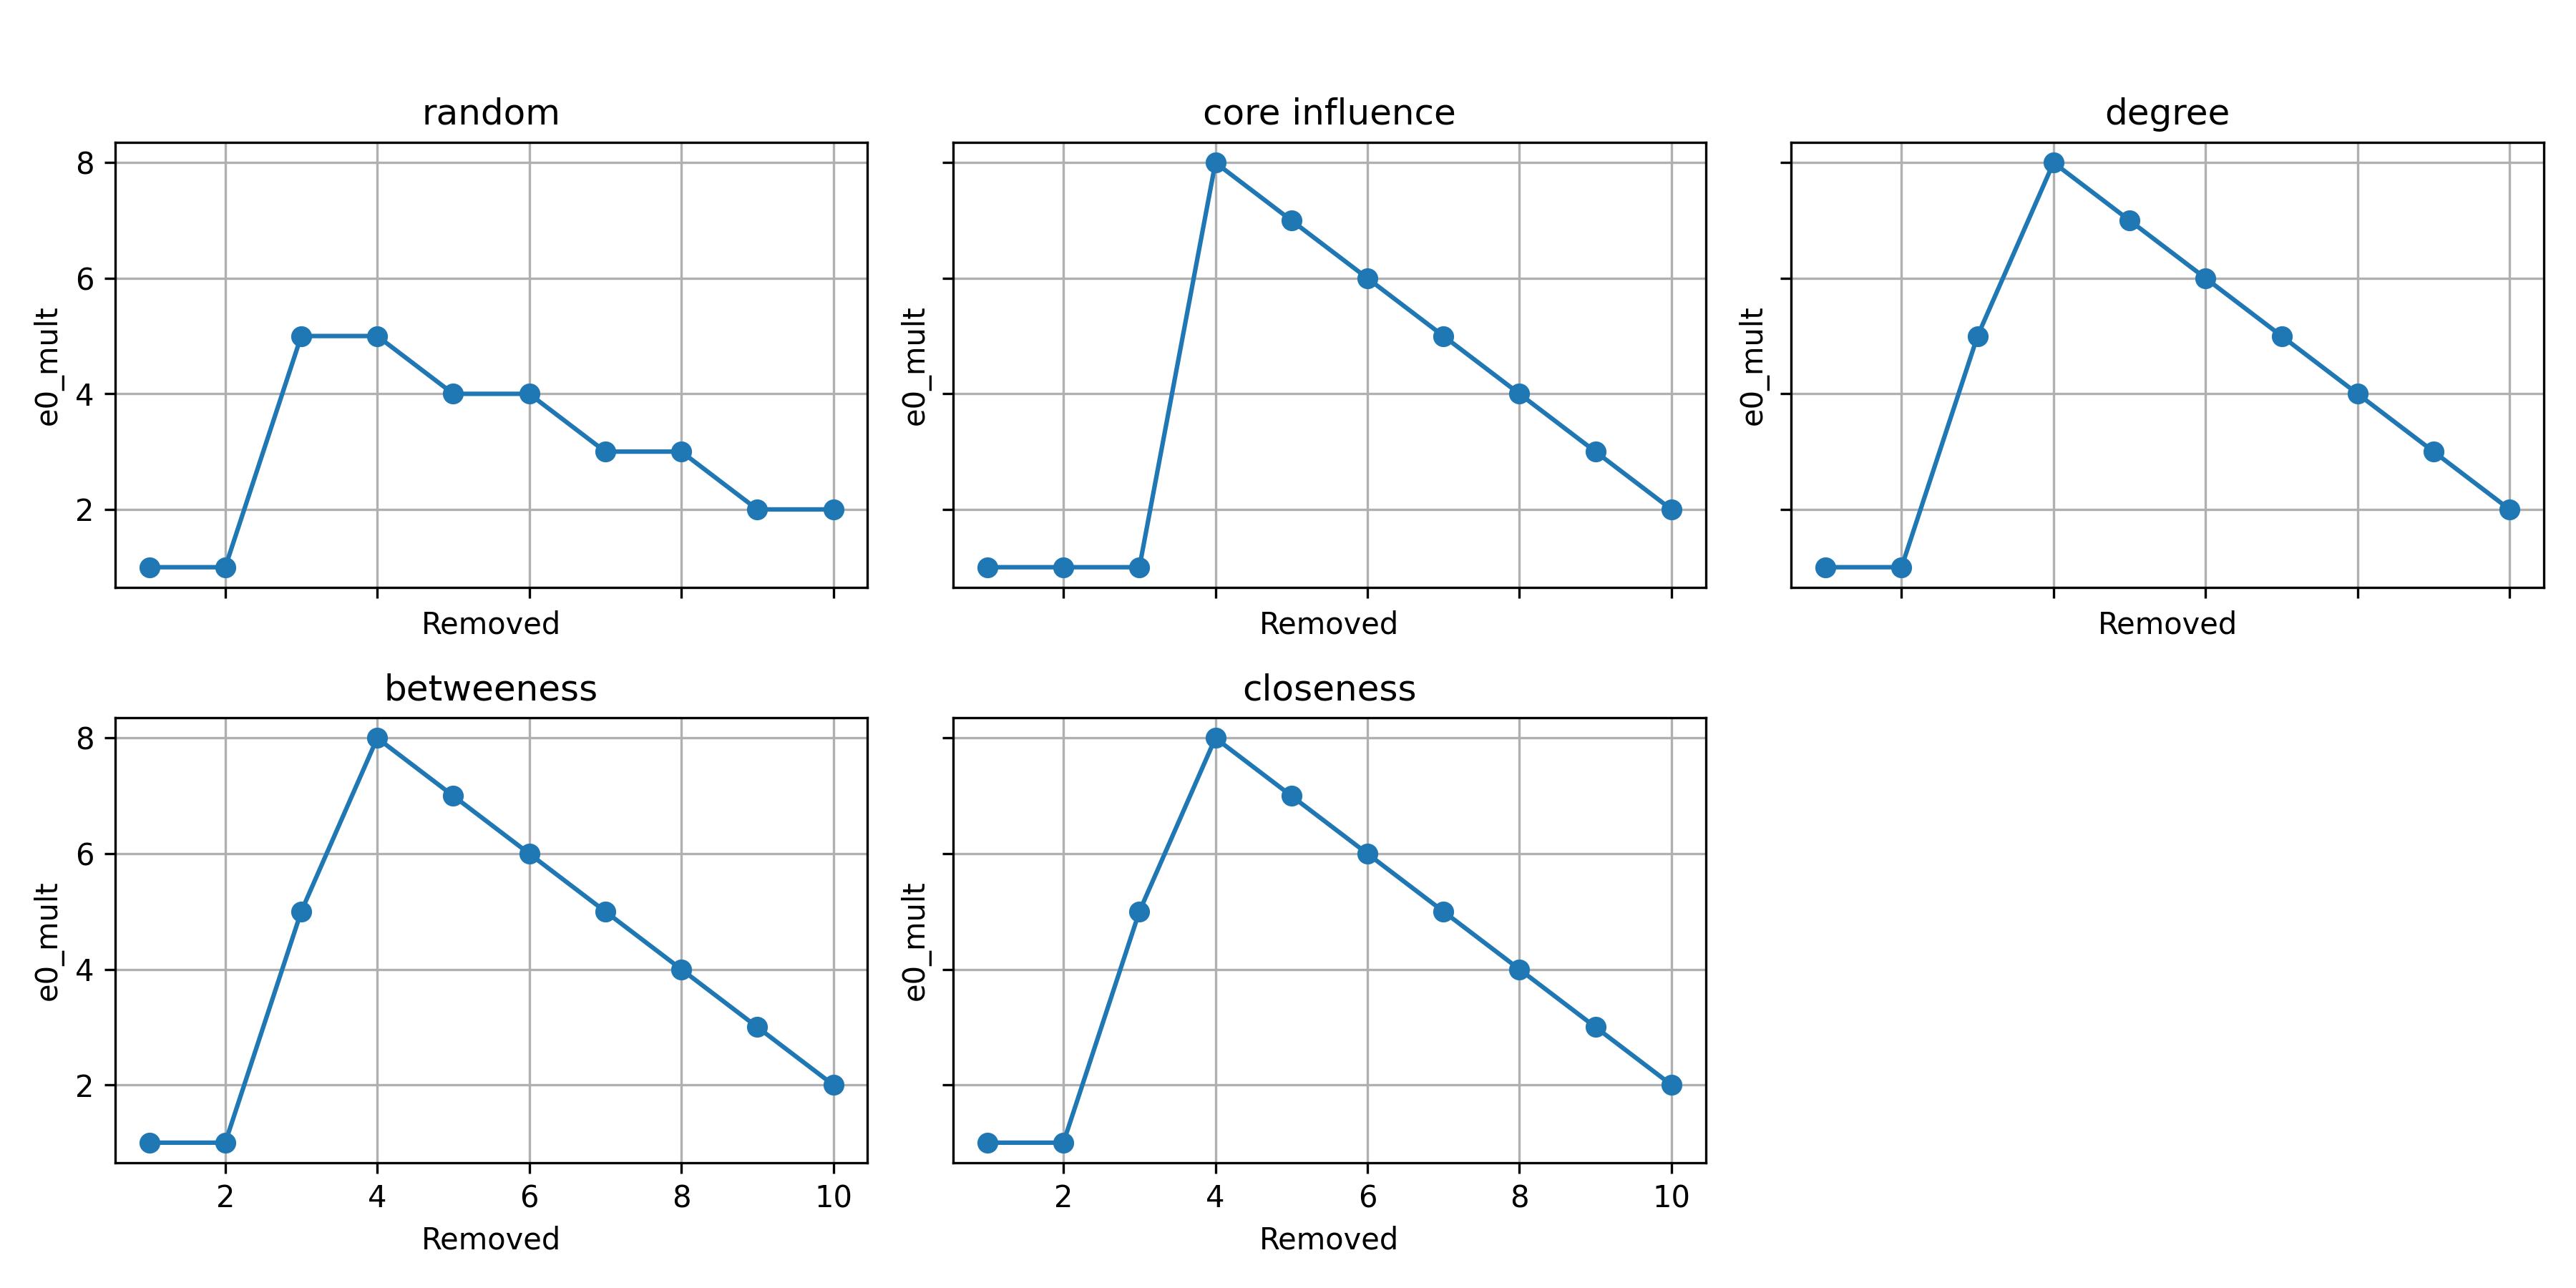 random
core influence
degree
8
6
4
2
e0_mult
e0_mult
e0_mult
Removed
Removed
Removed
betweeness
closeness
8
6
4
2
e0_mult
e0_mult
2 4 6 8 10
2 4 6 8 10
Removed
Removed